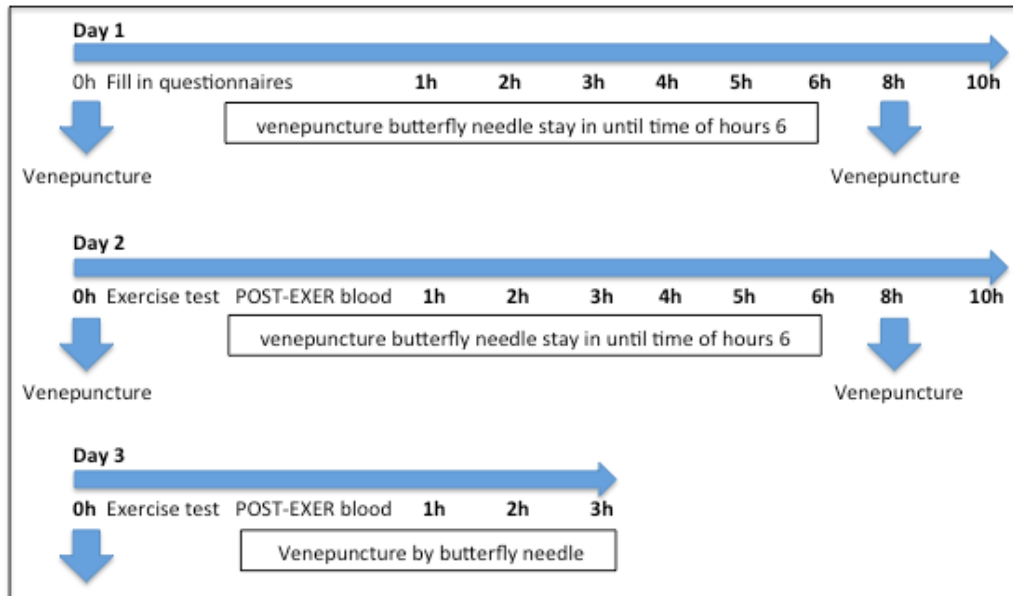 Day 1
0h Fill in questionnaires 1h 2h 3h 4h 5h 6h 8h 10h
venepuncture butterfly needle stay in until time of hours 6
Venepuncture Venepuncture
Day 2
0h Exercise test POST-EXER blood 1h 2h 3h 4h 5h 6h 8h 10h
venepuncture butterfly needle stay in until time of hours 6
Venepuncture Venepuncture
Day 3
0h Exercise test POST-EXER blood 1h 2h 3h
Venepuncture by butterfly needle